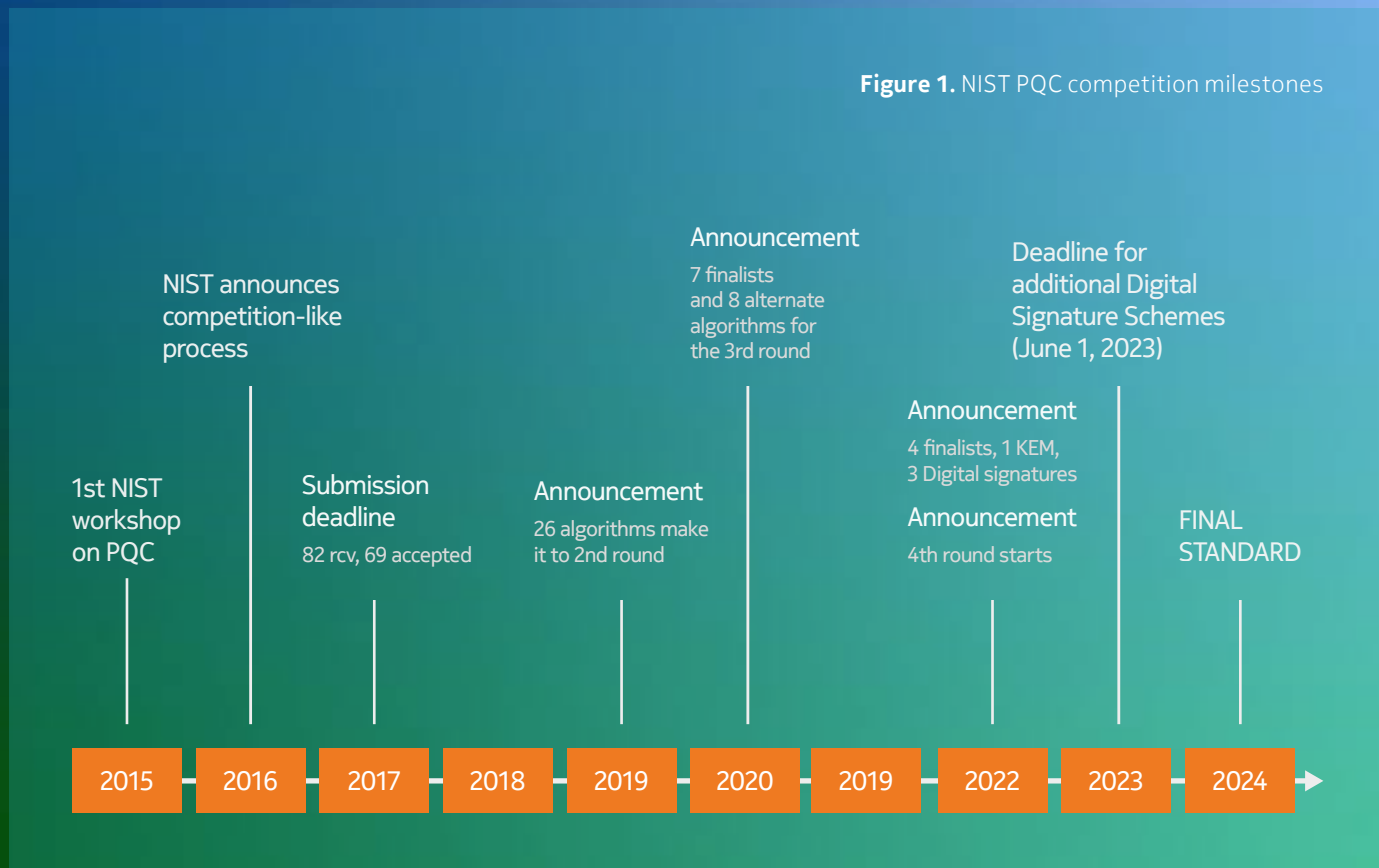 Figure 1. NIST PQC competition milestones
1st NIST
workshop
on PQC
NIST announces
competition-like
process
Submission
deadline
82 rcv, 69 accepted
Announcement
26 algorithms make
it to 2nd round
Announcement
7 finalists
and 8 alternate
algorithms for
the 3rd round
Announcement
4 finalists, 1 KEM,
3 Digital signatures
Announcement
4th round starts
Deadline for
additional Digital
Signature Schemes
(June 1, 2023)
FINAL
STANDARD
2015
2016
2017
2018
2019
2020
2019
2022
2023
2024